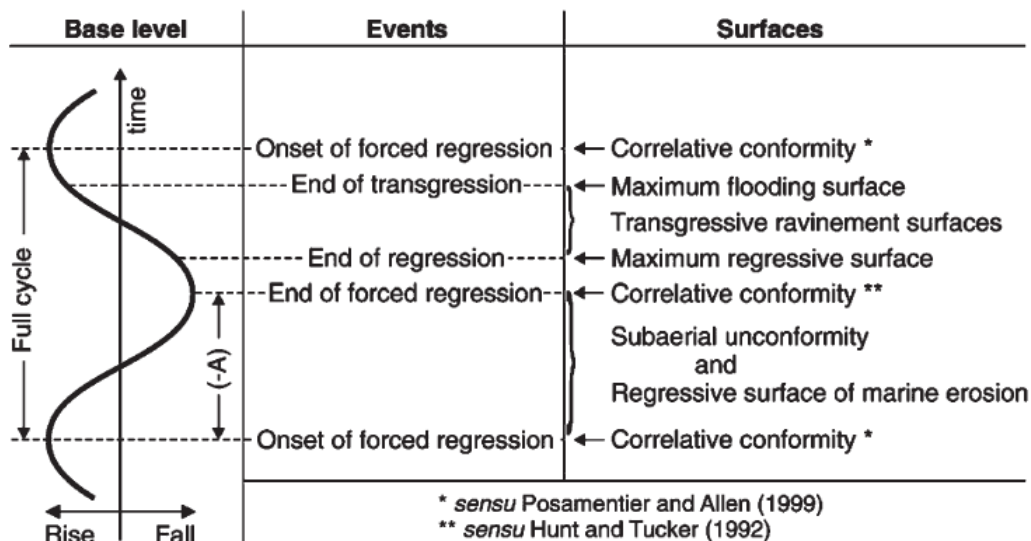 Base level Events Surfaces
time
Onset of forced regression Correlative conformity *
End of transgression Maximum flooding surface
Transgressive ravinement surfaces
End of regression Maximum regressive surface
End of forced regression Correlative conformity **
Full cycle
(-A)
Subaerial unconformity
and
Regressive surface of marine erosion
Onset of forced regression Correlative conformity *
* sensu Posamentier and Allen (1999)
** sensu Hunt and Tucker (1992)
Rise Fall